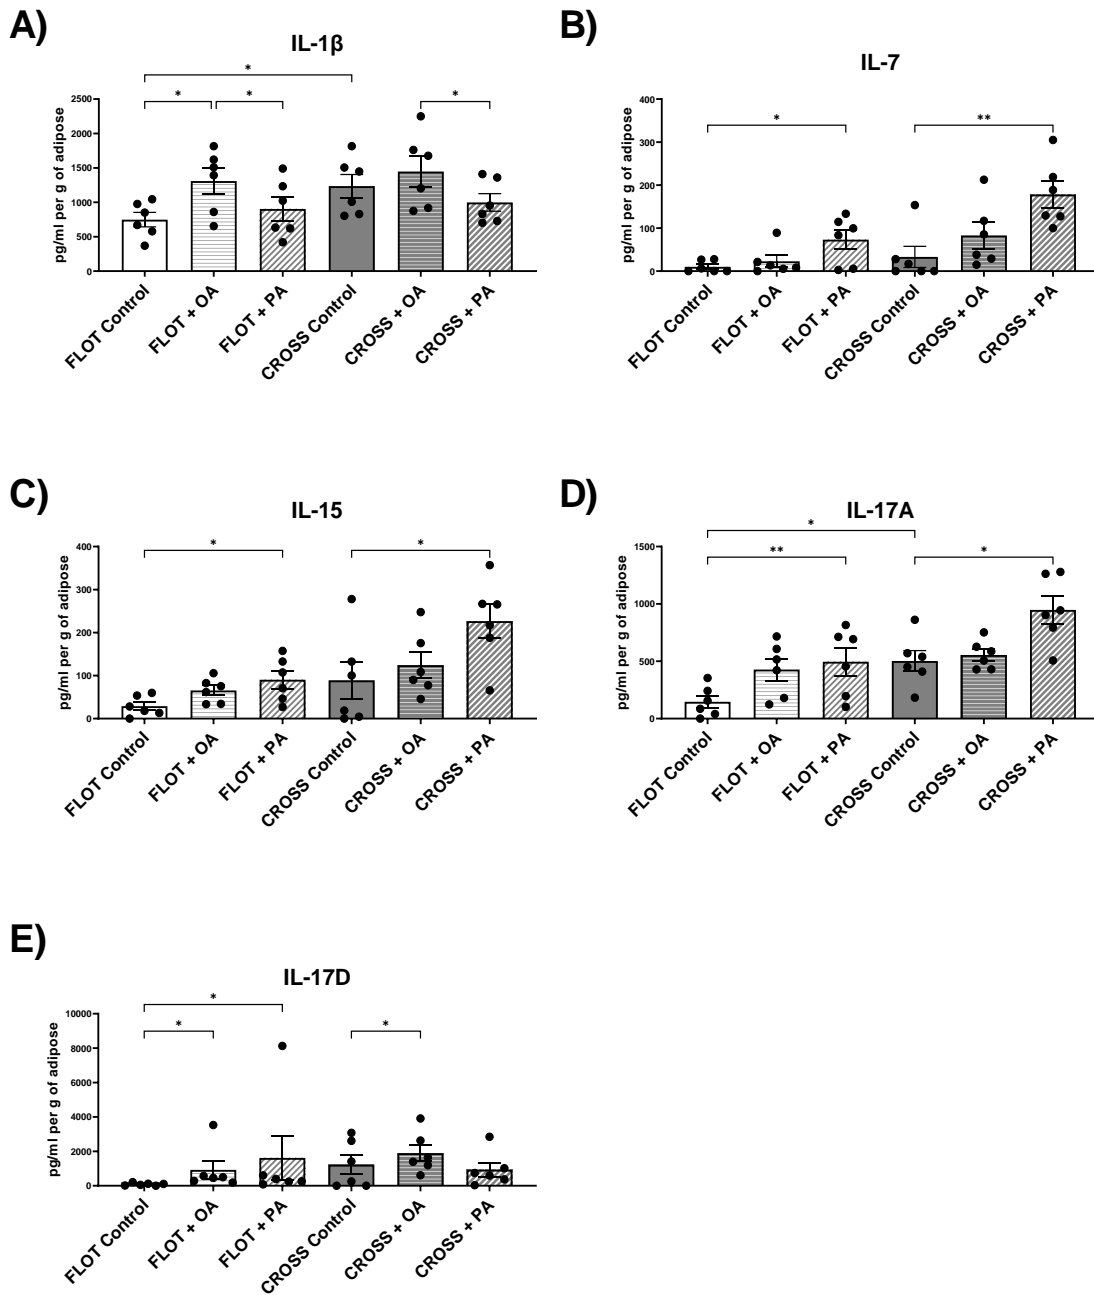 A)
IL-1β
*
* * *
pg/ml per g of adipose
2500
2000
1500
1000
500
0
FLOT Control
FLOT + OA
FLOT + PA
CROSS Control
CROSS + OA
CROSS + PA
B)
IL-7
* **
pg/ml per g of adipose
400
300
200
100
0
FLOT Control
FLOT + OA
FLOT + PA
CROSS Control
CROSS + OA
CROSS + PA
C)
IL-15
* *
pg/ml per g of adipose
400
300
200
100
0
FLOT Control
FLOT + OA
FLOT + PA
CROSS Control
CROSS + OA
CROSS + PA
D)
IL-17A
*
** *
pg/ml per g of adipose
1500
1000
500
0
FLOT Control
FLOT + OA
FLOT + PA
CROSS Control
CROSS + OA
CROSS + PA
E)
IL-17D
*
* *
pg/ml per g of adipose
10000
8000
6000
4000
2000
0
FLOT Control
FLOT + OA
FLOT + PA
CROSS Control
CROSS + OA
CROSS + PA